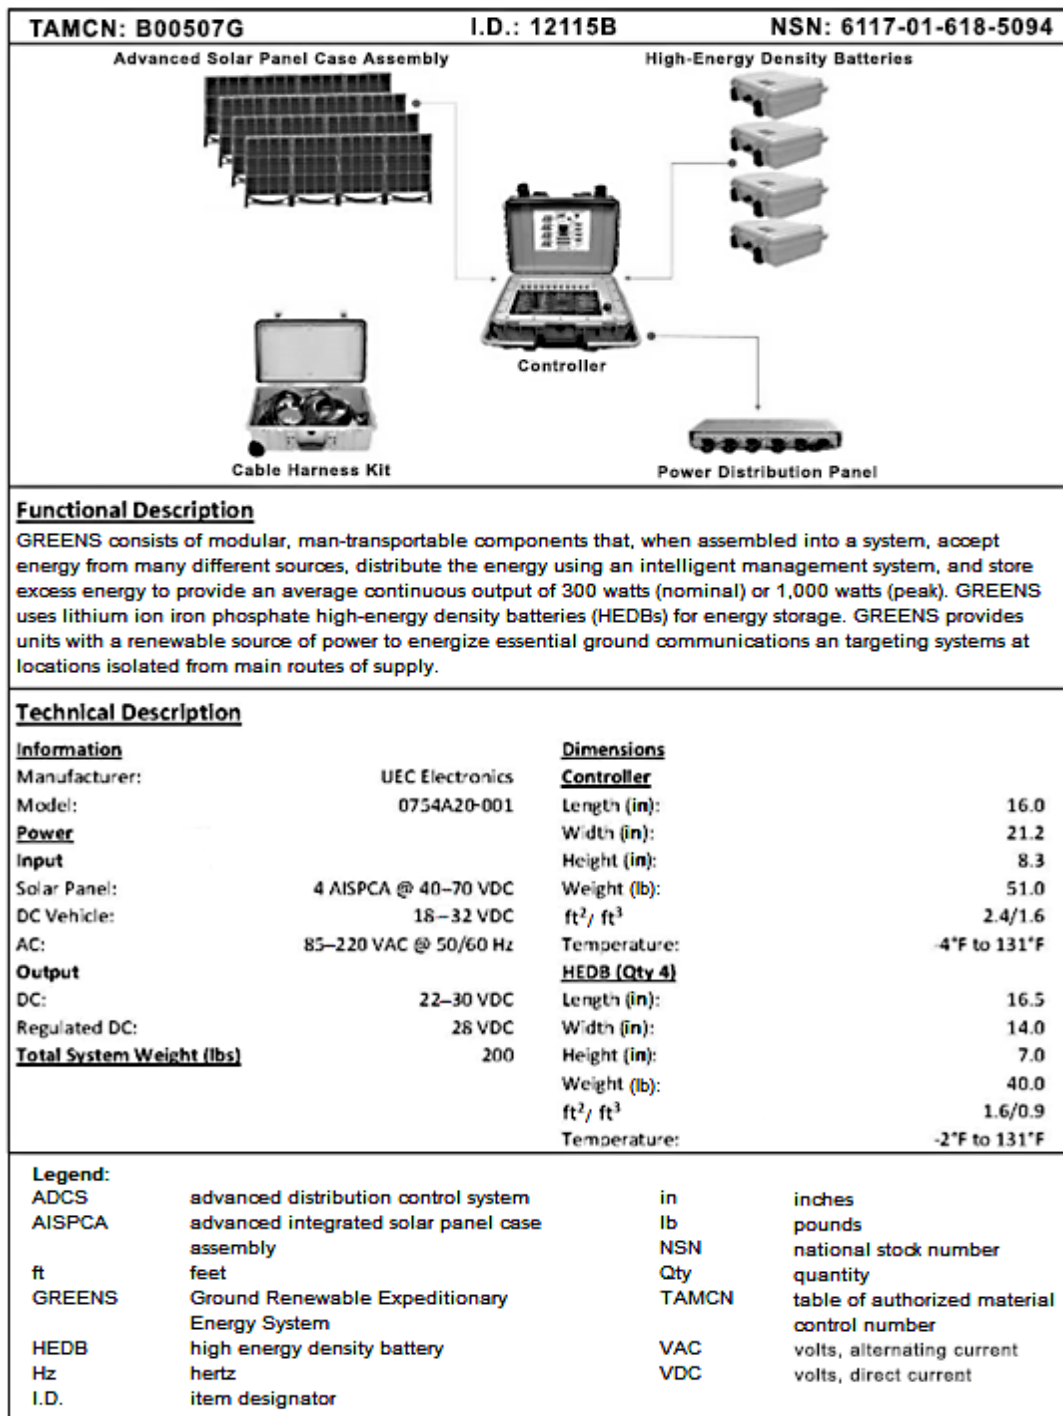 TAMCN: B00507G I.D.: 12115B NSN: 6117-01-618-5094
Advanced Solar Panel Case Assembly High-Energy Density Batteries
Controller
Cable Harness Kit Power Distribution Panel
Functional Description
GREENS consists of modular, man-transportable components that, when assembled into a system, accept
energy from many different sources, distribute the energy using an intelligent management system, and store
excess energy to provide an average continuous output of 300 watts (nominal) or 1,000 watts (peak). GREENS
uses lithium ion iron phosphate high-energy density batteries (HEDBs) for energy storage. GREENS provides
units with a renewable source of power to energize essential ground communications an targeting systems at
locations isolated from main routes of supply.
Technical Description
Information Dimensions
Manufacturer: UEC Electronics Controller
Model: 0754A20-001 Length (in): 16.0
Power Width (in): 21.2
Input Height (in): 8.3
Solar Panel: 4 AISPCA @ 40–70 VDC Weight (lb): 51.0
DC Vehicle: 18–32 VDC ft²/ ft³ 2.4/1.6
AC: 85–220 VAC @ 50/60 Hz Temperature: -4°F to 131°F
Output HEDB (Qty 4)
DC: 22–30 VDC Length (in): 16.5
Regulated DC: 28 VDC Width (in): 14.0
Total System Weight (lbs) 200 Height (in): 7.0
Weight (lb): 40.0
ft²/ ft³ 1.6/0.9
Temperature: -2°F to 131°F
Legend:
ADCS advanced distribution control system in inches
AISPCA advanced integrated solar panel case lb pounds
assembly NSN national stock number
ft feet Qty quantity
GREENS Ground Renewable Expeditionary TAMCN table of authorized material
Energy System control number
HEDB high energy density battery VAC volts, alternating current
Hz hertz VDC volts, direct current
I.D. item designator